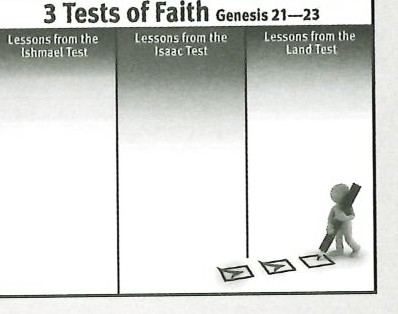 3 Tests of Faith Genesis 21—23
Lessons from the
Ishmael Test
Lessons from the
Isaac Test
Lessons from the
Land Test